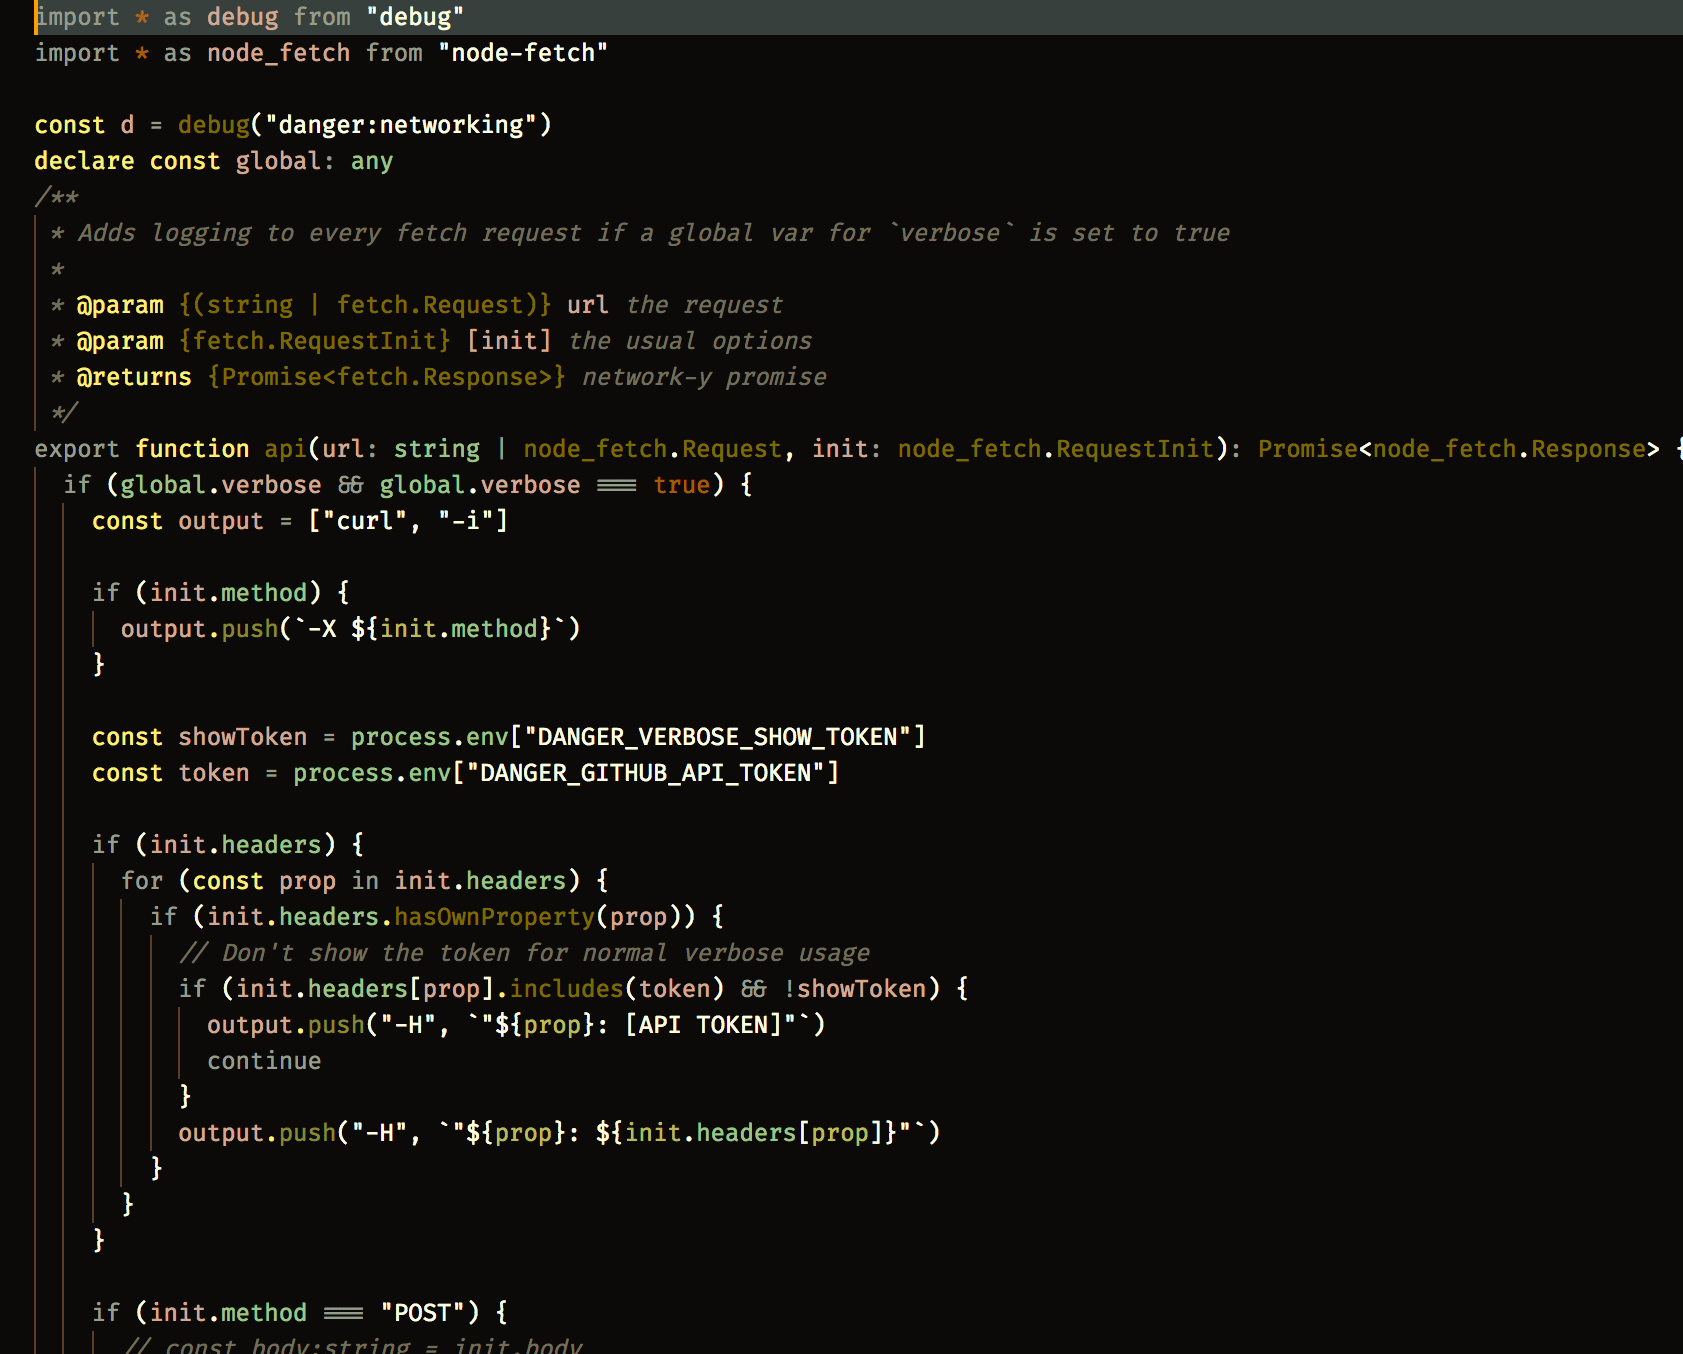 import * as debug from "debug"
import * as node_fetch from "node-fetch"
const d = debug("danger:networking")
declare const global: any
/**
* Adds logging to every fetch request if a global var for `verbose` is set to true
*
* @param {(string | fetch.Request)} url the request
* @param {fetch.RequestInit} [init] the usual options
* @returns {Promise<fetch.Response>} network-y promise
*/
export function api(url: string | node_fetch.Request, init: node_fetch.RequestInit): Promise<node_fetch.Response> {
if (global.verbose && global.verbose === true) {
const output = ["curl", "-i"]
if (init.method) {
output.push(`-X ${init.method}`)
}
const showToken = process.env["DANGER_VERBOSE_SHOW_TOKEN"]
const token = process.env["DANGER_GITHUB_API_TOKEN"]
if (init.headers) {
for (const prop in init.headers) {
if (init.headers.hasOwnProperty(prop)) {
// Don't show the token for normal verbose usage
if (init.headers[prop].includes(token) && !showToken) {
output.push("-H", `"${prop}: [API TOKEN]"`)
continue
}
output.push("-H", `"${prop}: ${init.headers[prop]}"`)
}
}
}
if (init.method === "POST") {
// const body:string = init.body